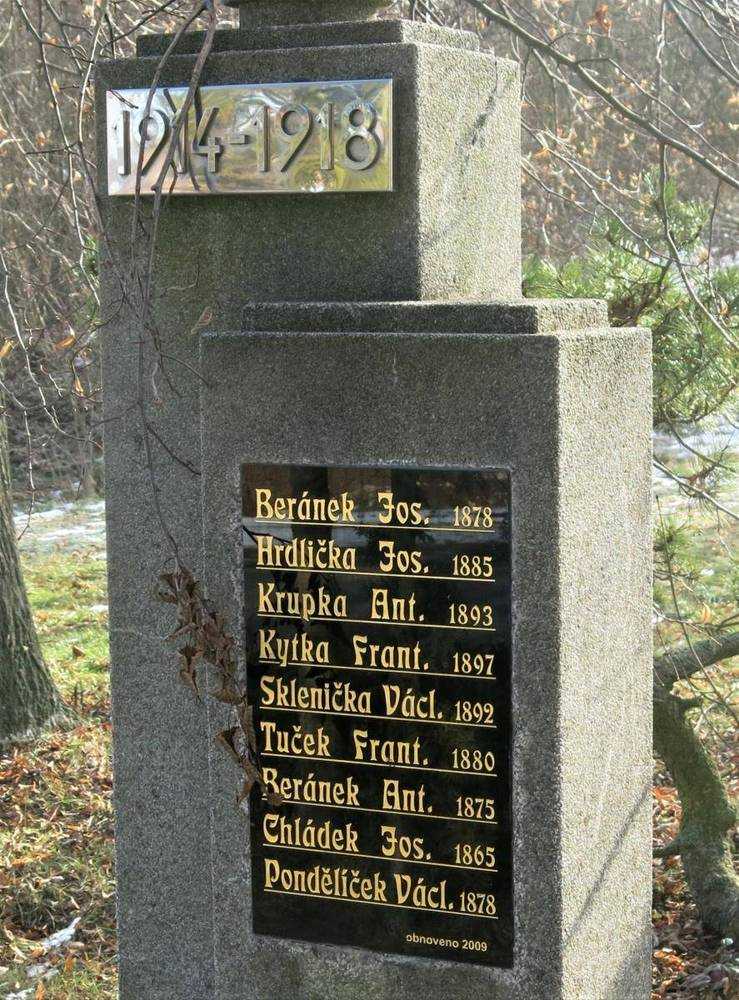 1914-1918
Beránek Jos. 1878
Hrdlička Jos. 1885
Krupka Ant. 1893
Kytka Frant. 1897
Sklenička Václ. 1892
Tuček Frant. 1880
Beránek Ant. 1875
Chládek Jos. 1865
Pondělíček Václ. 1878
obnoveno 2009